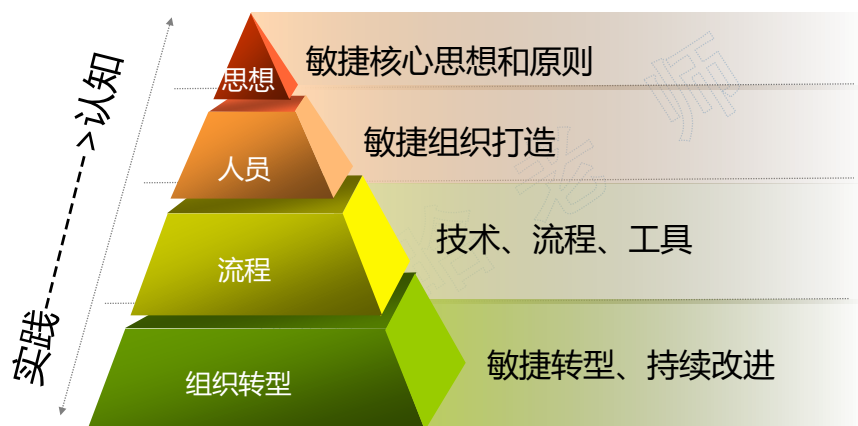 思想
敏捷核心思想和原则
人员
敏捷组织打造
流程
技术、流程、工具
组织转型
敏捷转型、持续改进
实践------>认知
老师